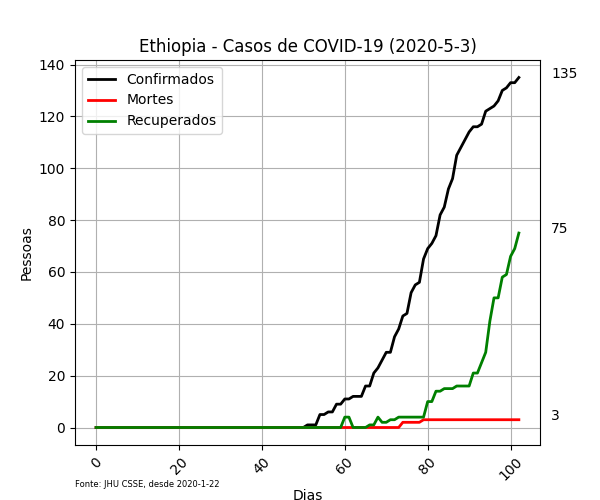 Ethiopia - Casos de COVID-19 (2020-5-3)
Confirmados
Mortes
Recuperados
140
120
100
80
60
40
20
0
Pessoas
135
75
3
0
20
40
60
80
100
Dias
Fonte: JHU CSSE, desde 2020-1-22